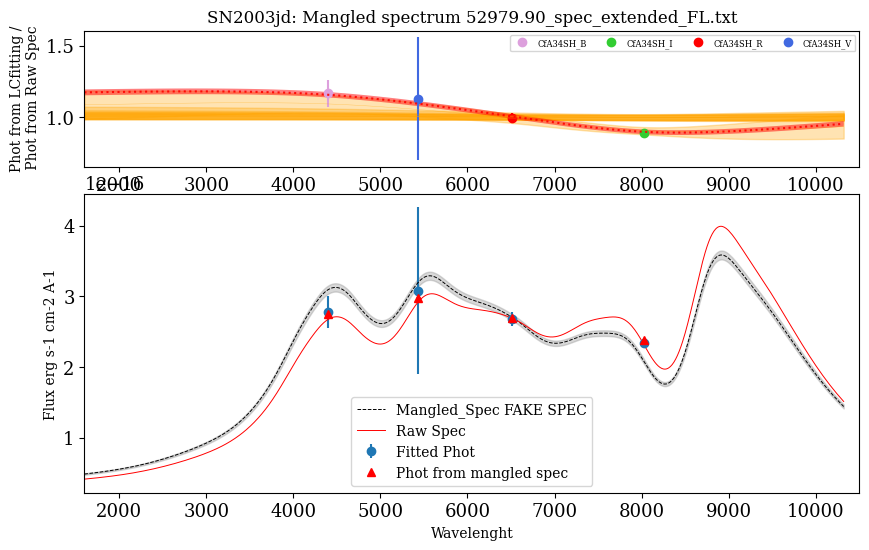 SN2003jd: Mangled spectrum 52979.90_spec_extended_FL.txt
Phot from LCfitting /
Phot from Raw Spec
1.5
1.0
CfA34SH_B CfA34SH_I CfA34SH_R CfA34SH_V
2000 3000 4000 5000 6000 7000 8000 9000 10000
1e−16
Flux erg s-1 cm-2 A-1
4
3
2
1
Mangled_Spec FAKE SPEC
Raw Spec
Fitted Phot
Phot from mangled spec
2000 3000 4000 5000 6000 7000 8000 9000 10000
Wavelenght